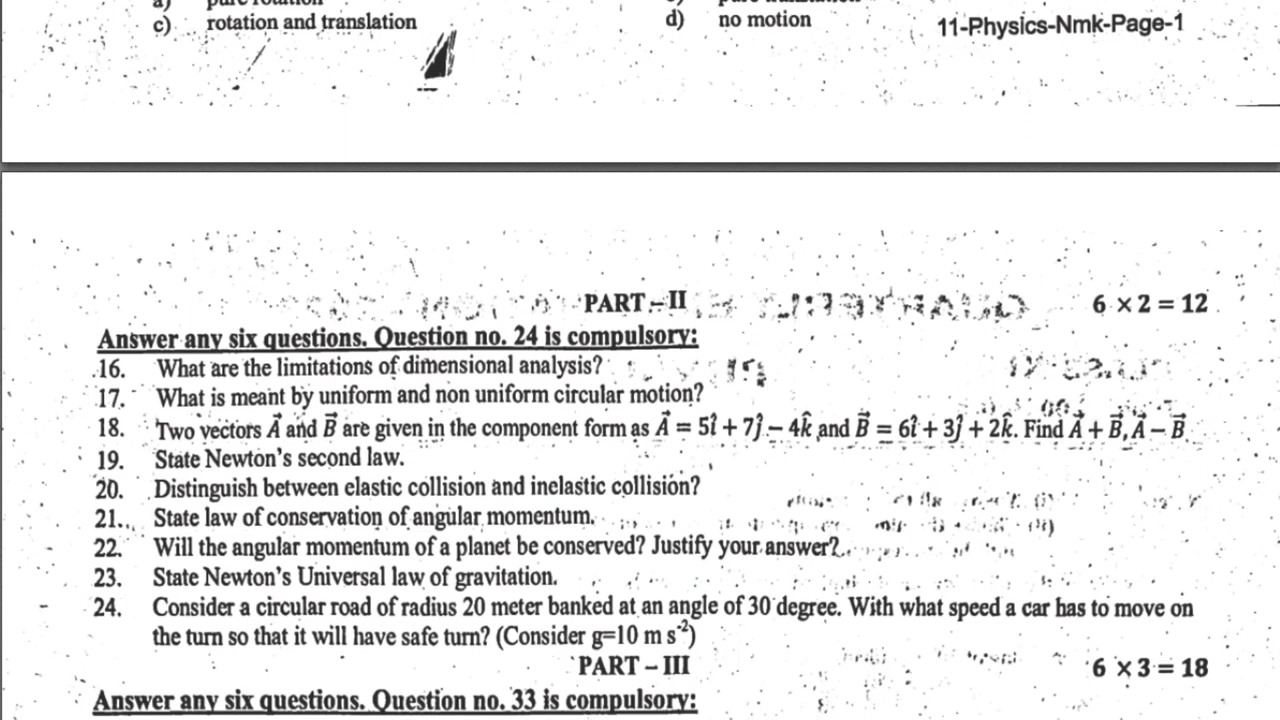 c) rotation and translation d) no motion 11-Physics-Nmk-Page-1
PART – II 6 × 2 = 12
Answer any six questions. Question no. 24 is compulsory:
16. What are the limitations of dimensional analysis?
17. What is meant by uniform and non uniform circular motion?
18. Two vectors A⃗ and B⃗ are given in the component form as A⃗ = 5î + 7ĵ – 4k̂ and B⃗ = 6î + 3ĵ + 2k̂. Find A⃗ + B⃗, A⃗ – B⃗
19. State Newton's second law.
20. Distinguish between elastic collision and inelastic collision?
21. State law of conservation of angular momentum.
22. Will the angular momentum of a planet be conserved? Justify your answer?
23. State Newton's Universal law of gravitation.
24. Consider a circular road of radius 20 meter banked at an angle of 30 degree. With what speed a car has to move on
the turn so that it will have safe turn? (Consider g=10 m s⁻²)
PART – III 6 × 3 = 18
Answer any six questions. Question no. 33 is compulsory: